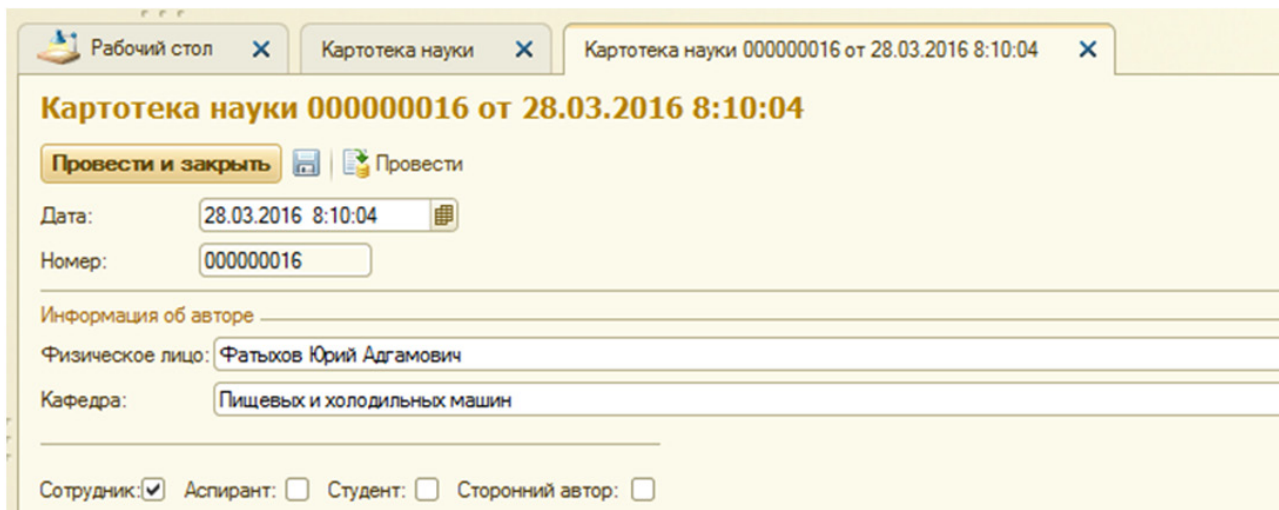 Рабочий стол Картотека науки Картотека науки 000000016 от 28.03.2016 8:10:04
Картотека науки 000000016 от 28.03.2016 8:10:04
Провести и закрыть Провести
Дата: 28.03.2016 8:10:04
Номер: 000000016
Информация об авторе
Физическое лицо: Фатыхов Юрий Адгамович
Кафедра: Пищевых и холодильных машин
Сотрудник: Аспирант: Студент: Сторонний автор: